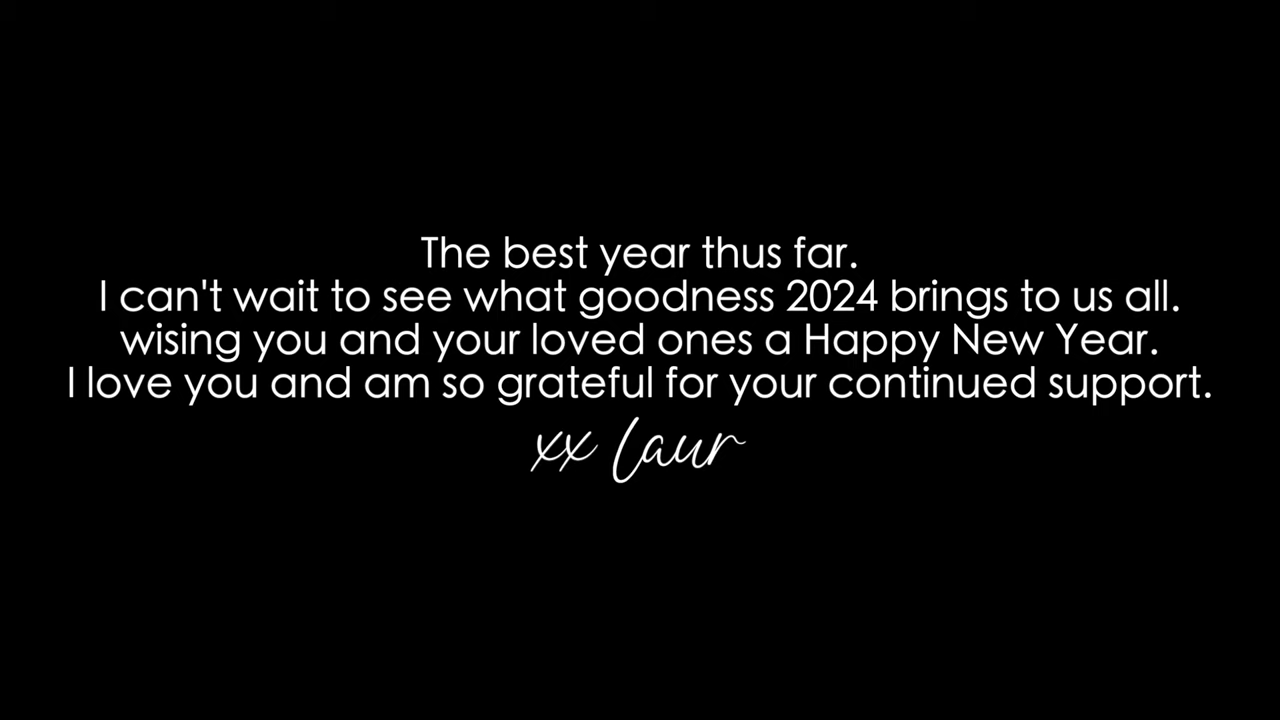 The best year thus far.
I can't wait to see what goodness 2024 brings to us all.
wising you and your loved ones a Happy New Year.
I love you and am so grateful for your continued support.
xx Laur